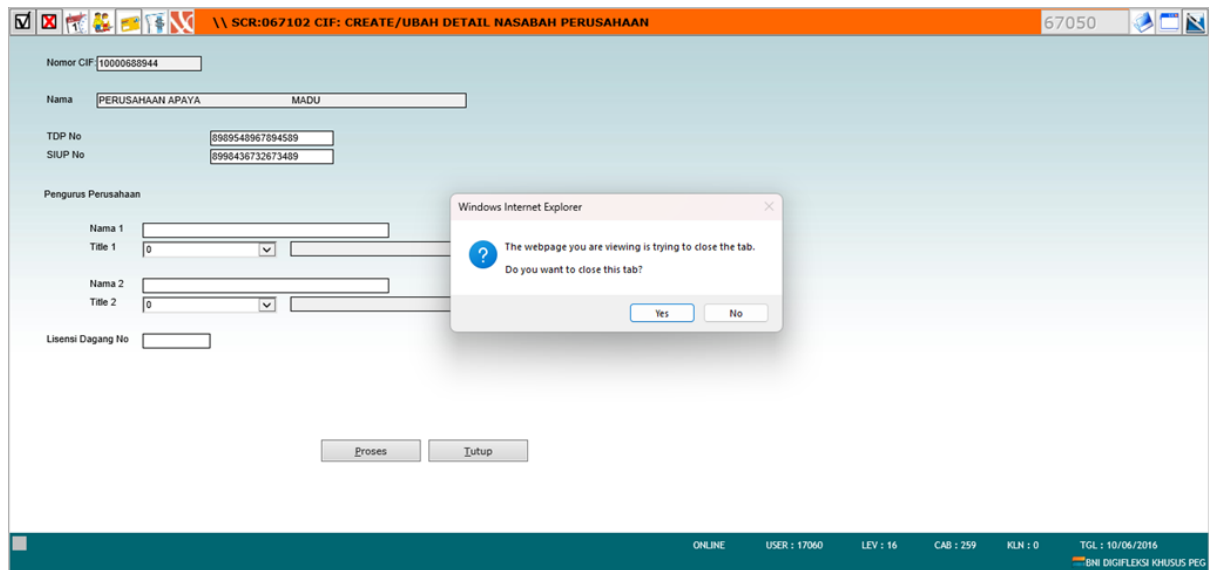 \\ SCR:067102 CIF: CREATE/UBAH DETAIL NASABAH PERUSAHAAN 67050
Nomor CIF: 10000688944
Nama PERUSAHAAN APAYA MADU
TDP No 8989548967894589
SIUP No 8998436732673489
Pengurus Perusahaan
Nama 1
Title 1 0
Nama 2
Title 2 0
Lisensi Dagang No
Windows Internet Explorer
The webpage you are viewing is trying to close the tab.
Do you want to close this tab?
Yes No
Proses Tutup
ONLINE USER : 17060 LEV : 16 CAB : 259 KLN : 0 TGL : 10/06/2016
BNI DIGIFLEKSI KHUSUS PEG